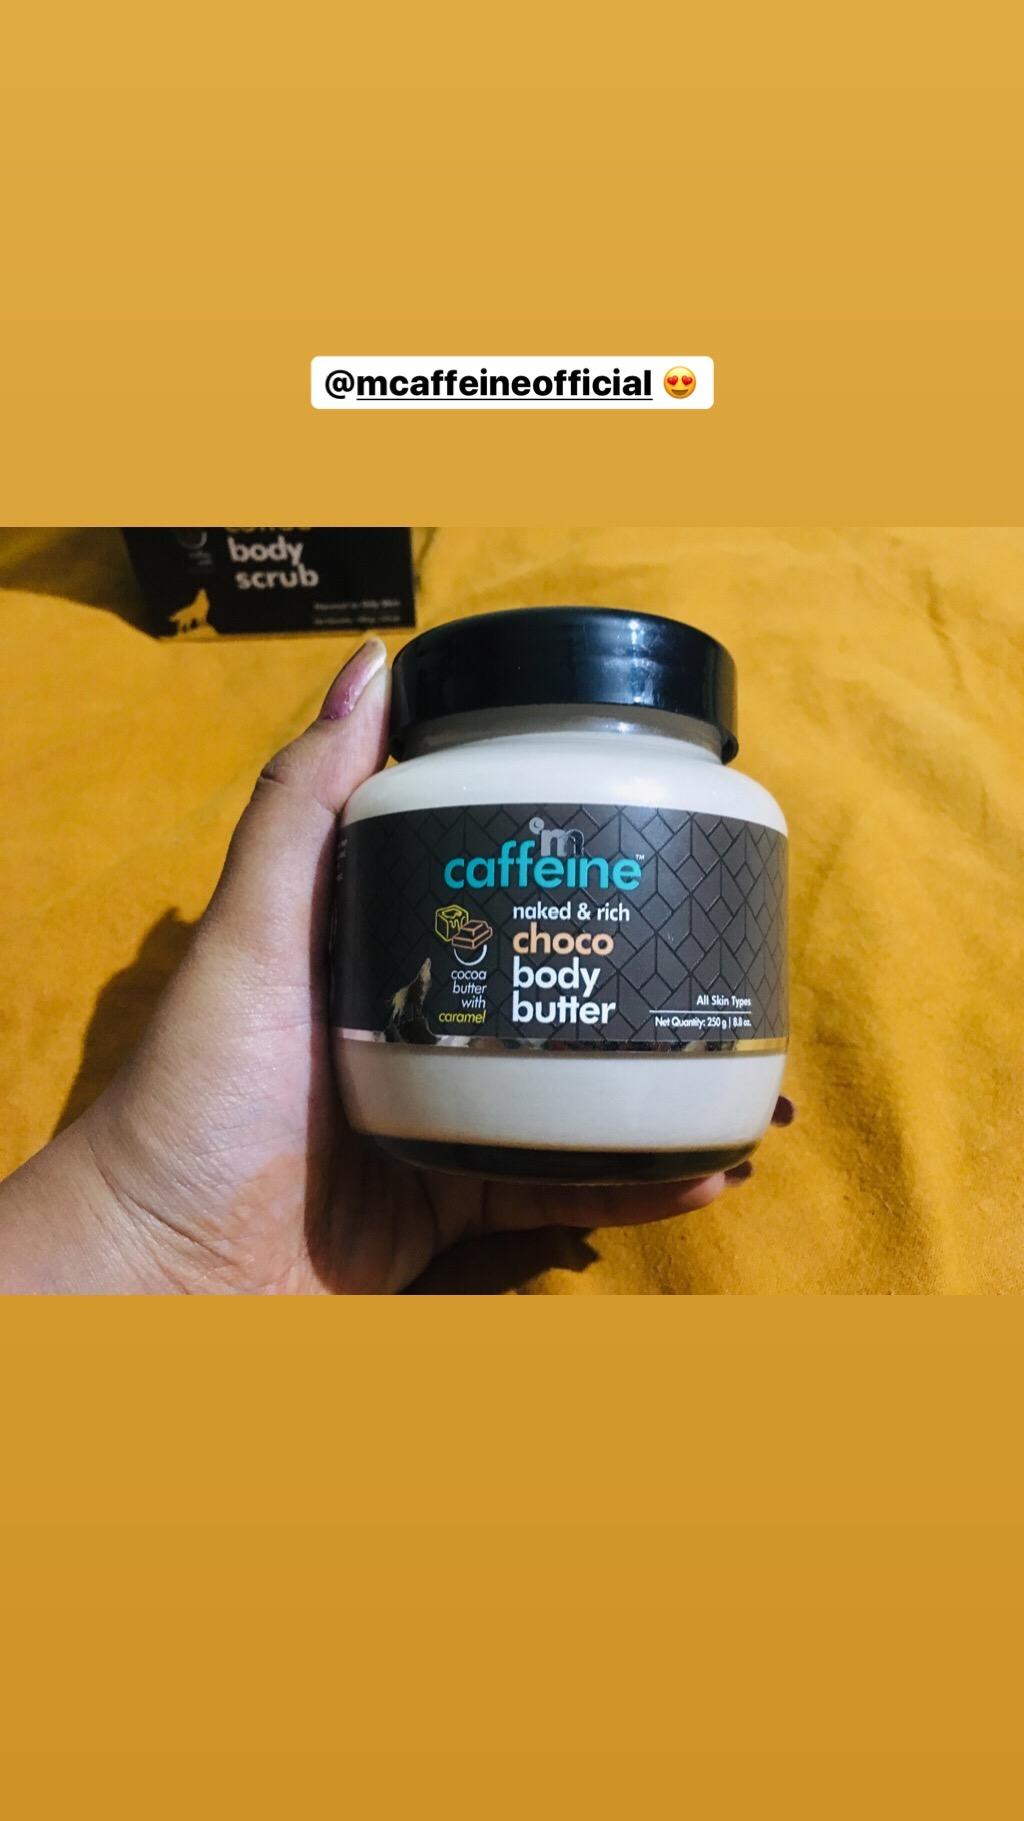 @mcaffeineofficial 😍
body
scrub
m
caffeine™
naked & rich
choco
body
butter
cocoa
butter
with
caramel
All Skin Types
Net Quantity: 250 g | 8.8 oz.